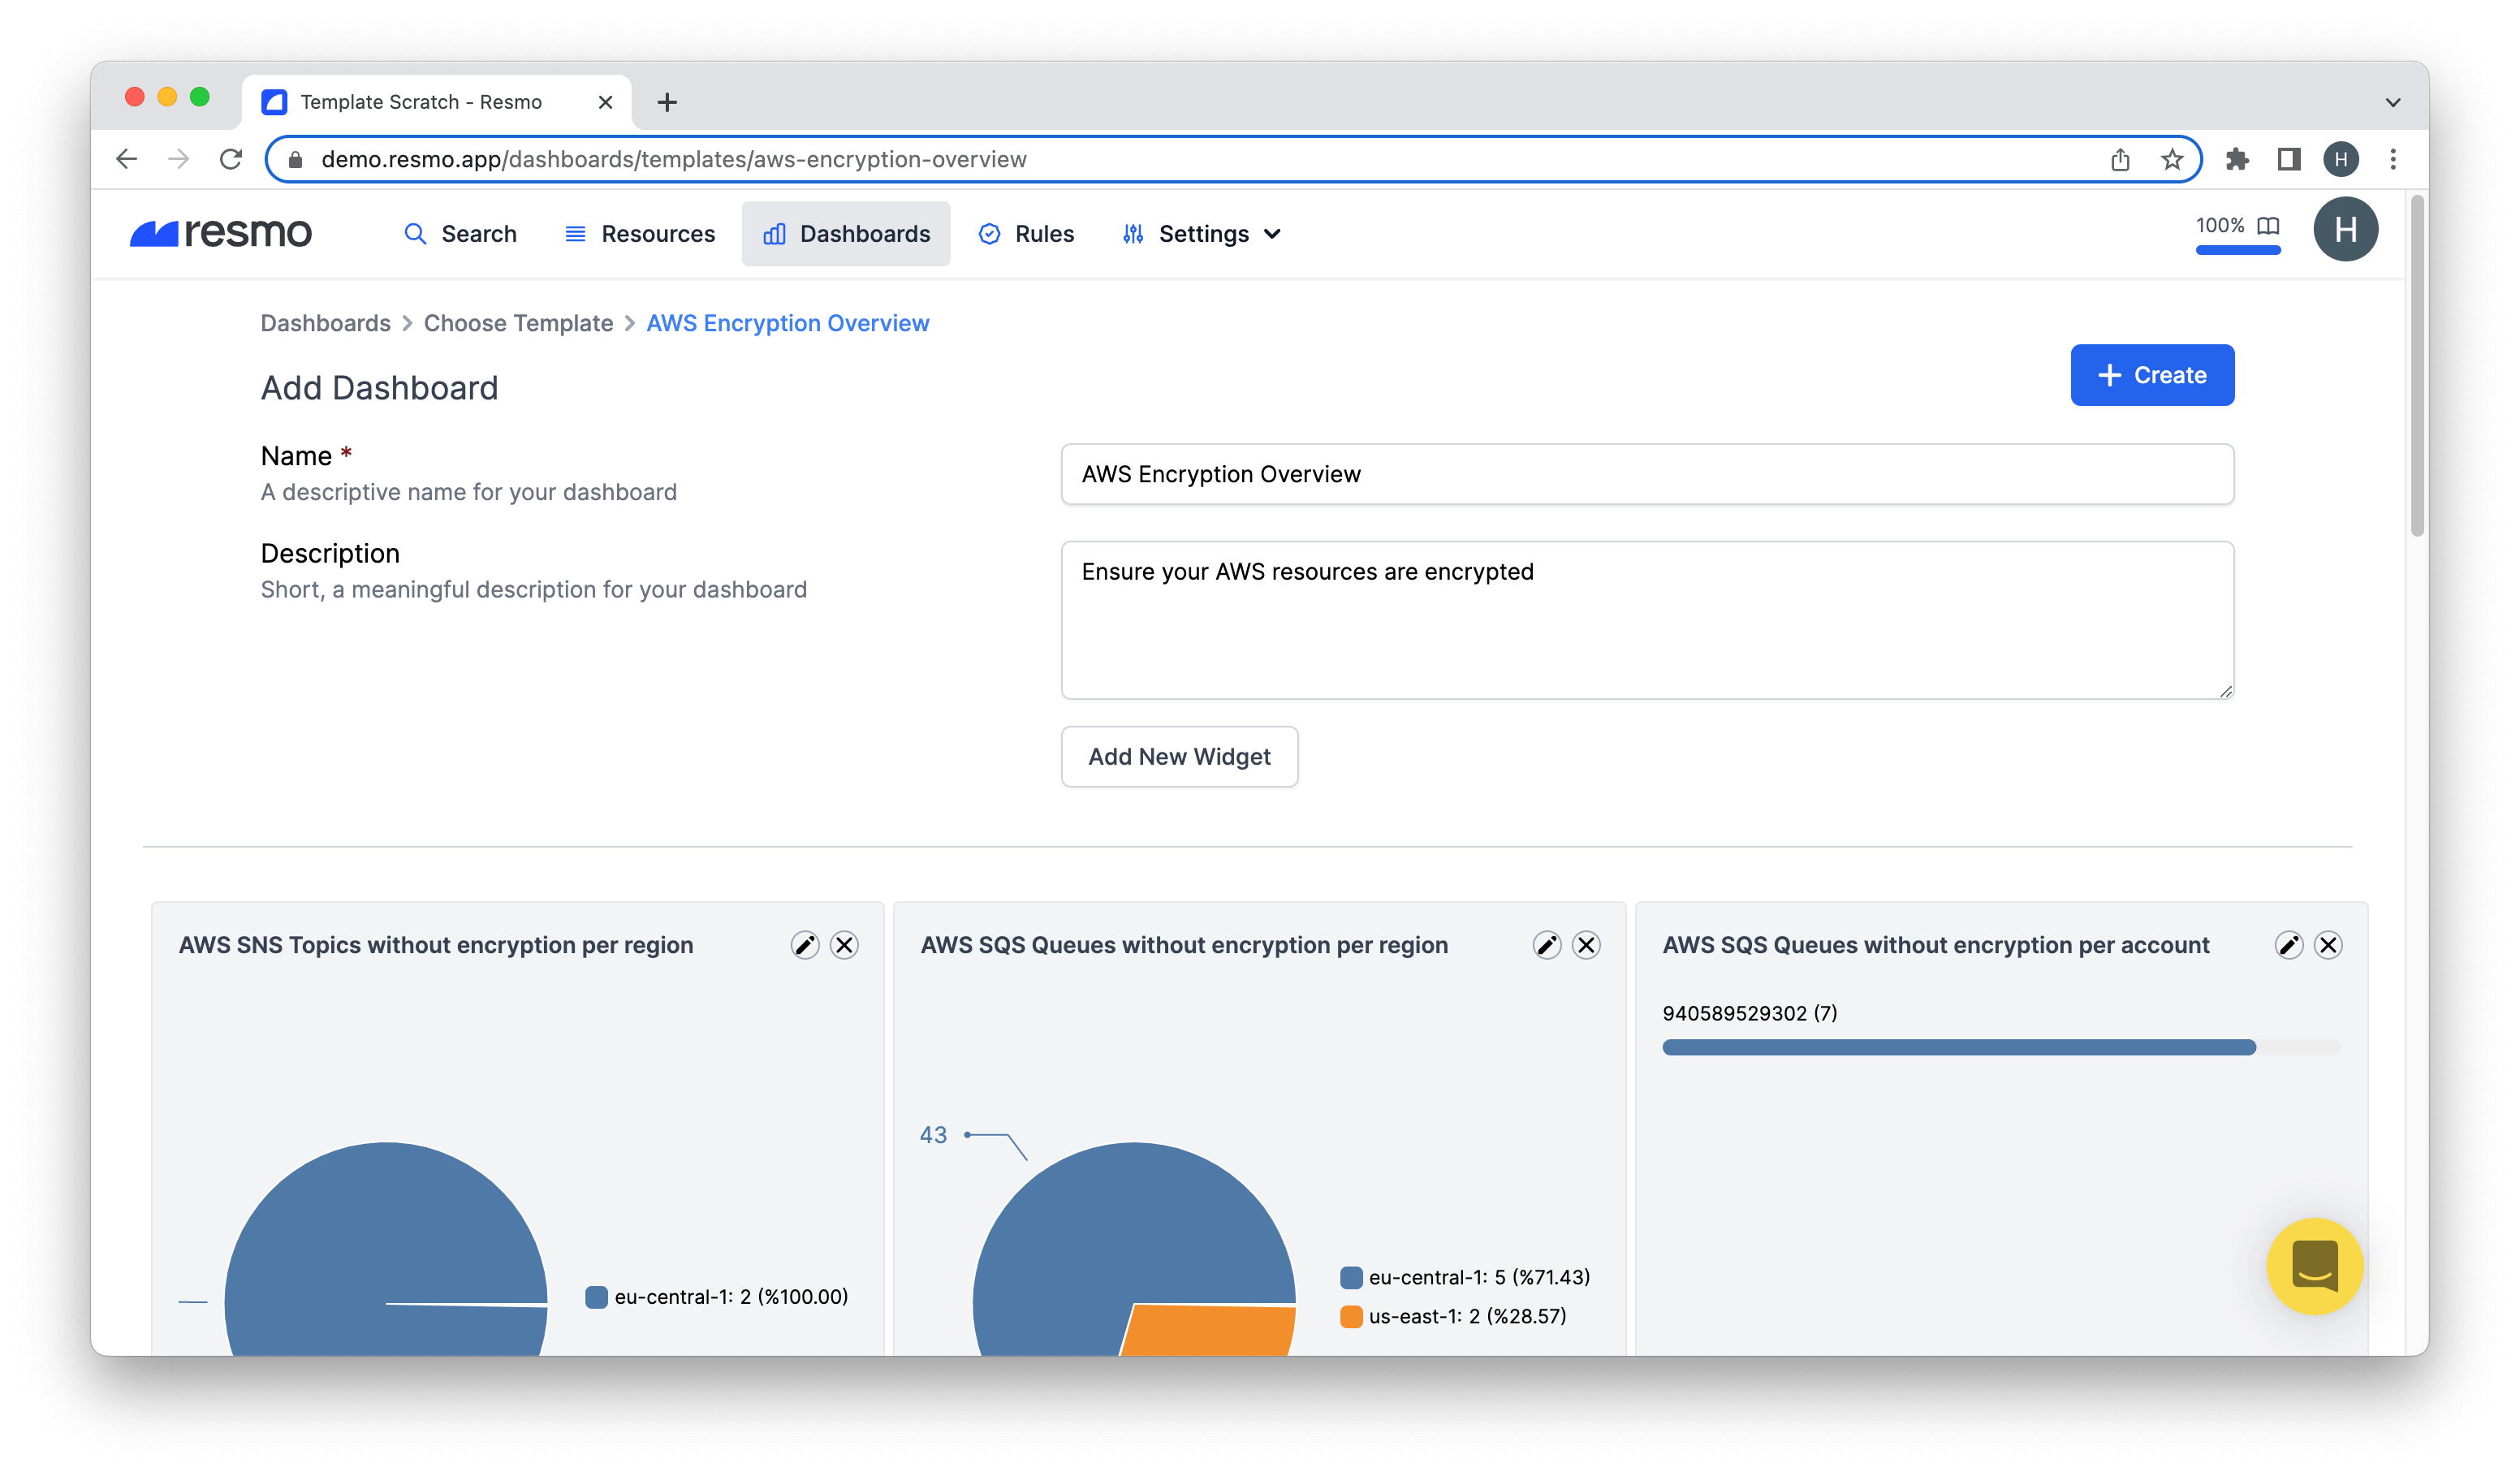 Template Scratch - Resmo
demo.resmo.app/dashboards/templates/aws-encryption-overview
H
resmo
Search
Resources
Dashboards
Rules
Settings
100%
H
Dashboards > Choose Template > AWS Encryption Overview
Add Dashboard
Create
Name *
A descriptive name for your dashboard
AWS Encryption Overview
Description
Short, a meaningful description for your dashboard
Ensure your AWS resources are encrypted
Add New Widget
AWS SNS Topics without encryption per region
eu-central-1: 2 (%100.00)
AWS SQS Queues without encryption per region
43
eu-central-1: 5 (%71.43)
us-east-1: 2 (%28.57)
AWS SQS Queues without encryption per account
940589529302 (7)